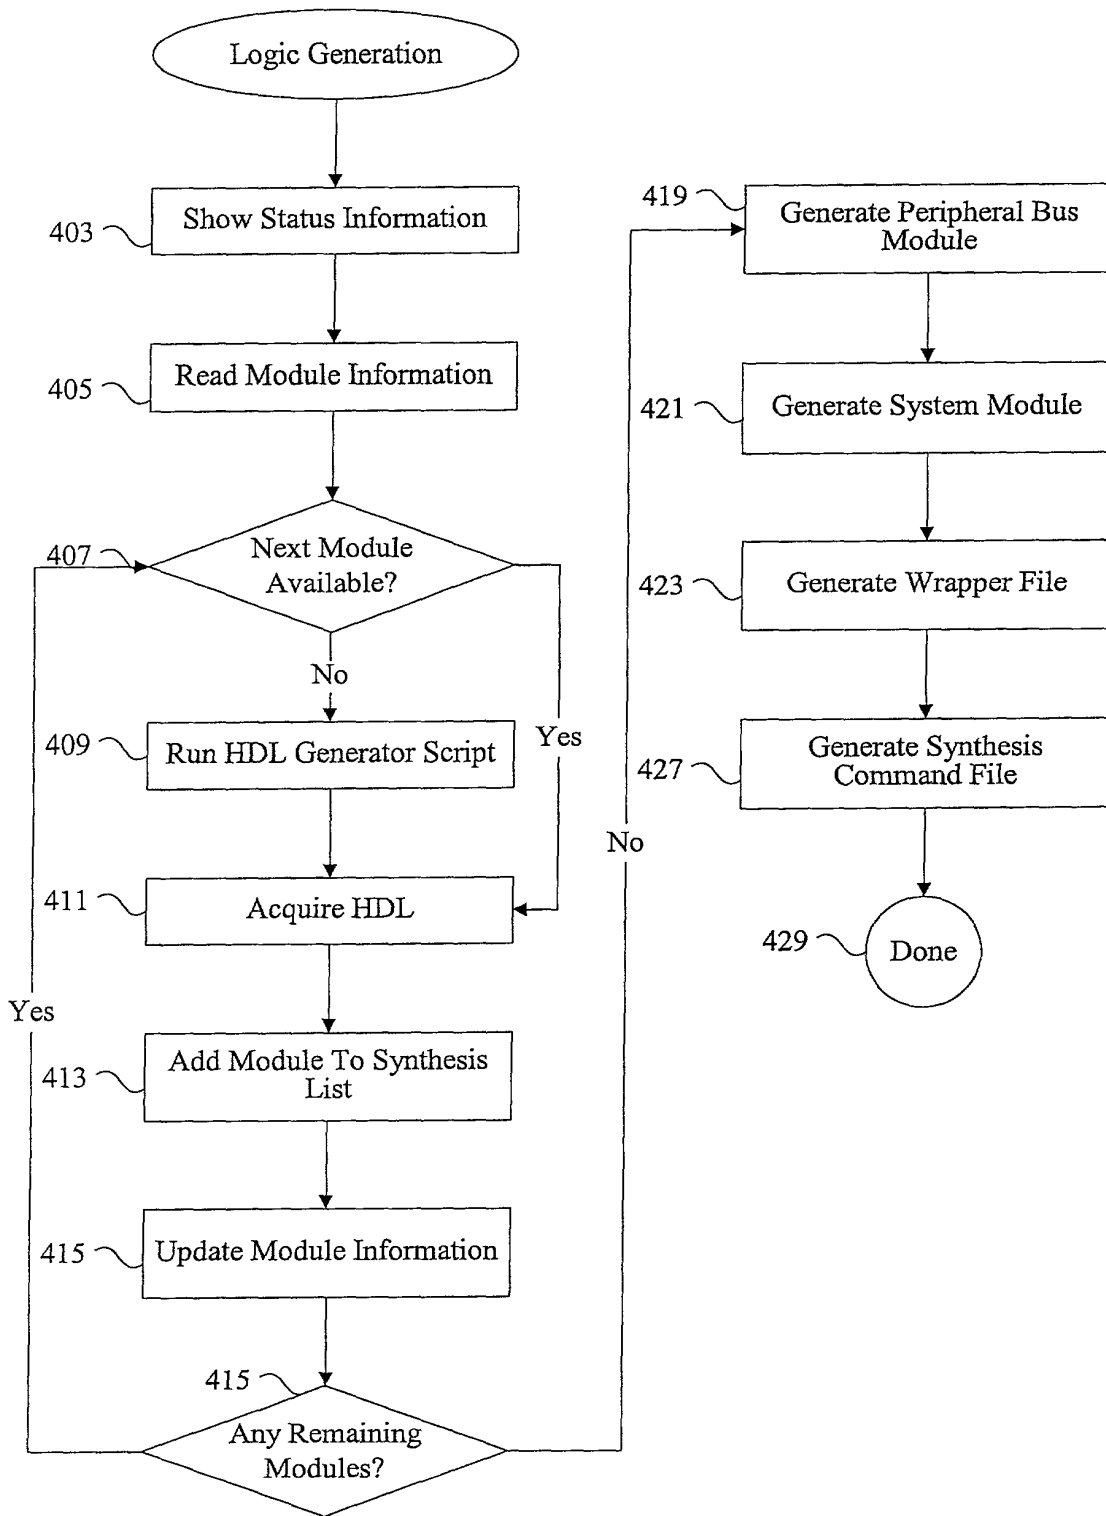 Logic Generation
403
Show Status Information
405
Read Module Information
407
Next Module
Available?
No
Yes
409
Run HDL Generator Script
411
Acquire HDL
Yes
413
Add Module To Synthesis
List
415
Update Module Information
415
Any Remaining
Modules?
No
419
Generate Peripheral Bus
Module
421
Generate System Module
423
Generate Wrapper File
427
Generate Synthesis
Command File
429
Done